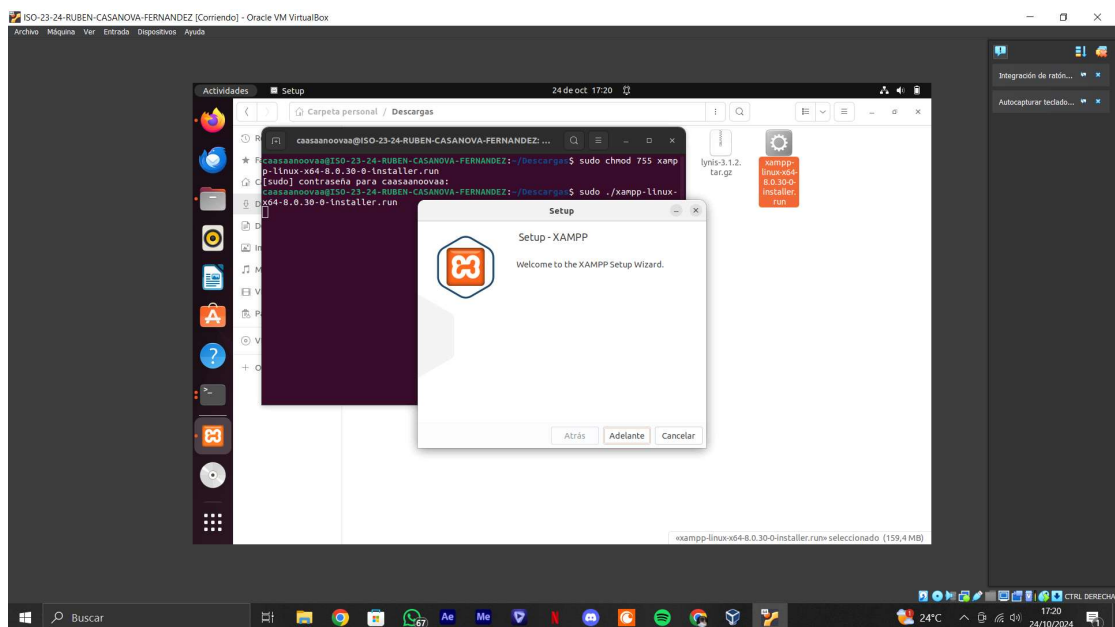 ISO-23-24-RUBEN-CASANOVA-FERNANDEZ [Corriendo] - Oracle VM VirtualBox
Archivo Máquina Ver Entrada Dispositivos Ayuda
Integración de ratón...
Autocapturar teclado...
Actividades Setup 24 de oct 17:20
Carpeta personal / Descargas
caasaanoovaa@ISO-23-24-RUBEN-CASANOVA-FERNANDEZ: ...
caasaanoovaa@ISO-23-24-RUBEN-CASANOVA-FERNANDEZ:~/Descargas$ sudo chmod 755 xamp
p-linux-x64-8.0.30-0-installer.run
[sudo] contraseña para caasaanoovaa:
caasaanoovaa@ISO-23-24-RUBEN-CASANOVA-FERNANDEZ:~/Descargas$ sudo ./xampp-linux-
x64-8.0.30-0-installer.run
lynis-3.1.2.
tar.gz
xampp-
linux-x64-
8.0.30-0-
installer.
run
Setup
Setup - XAMPP
Welcome to the XAMPP Setup Wizard.
Atrás Adelante Cancelar
«xampp-linux-x64-8.0.30-0-installer.run» seleccionado (159,4 MB)
CTRL DERECHA
Buscar
67
Ae
Me
24°C
17:20
24/10/2024
1